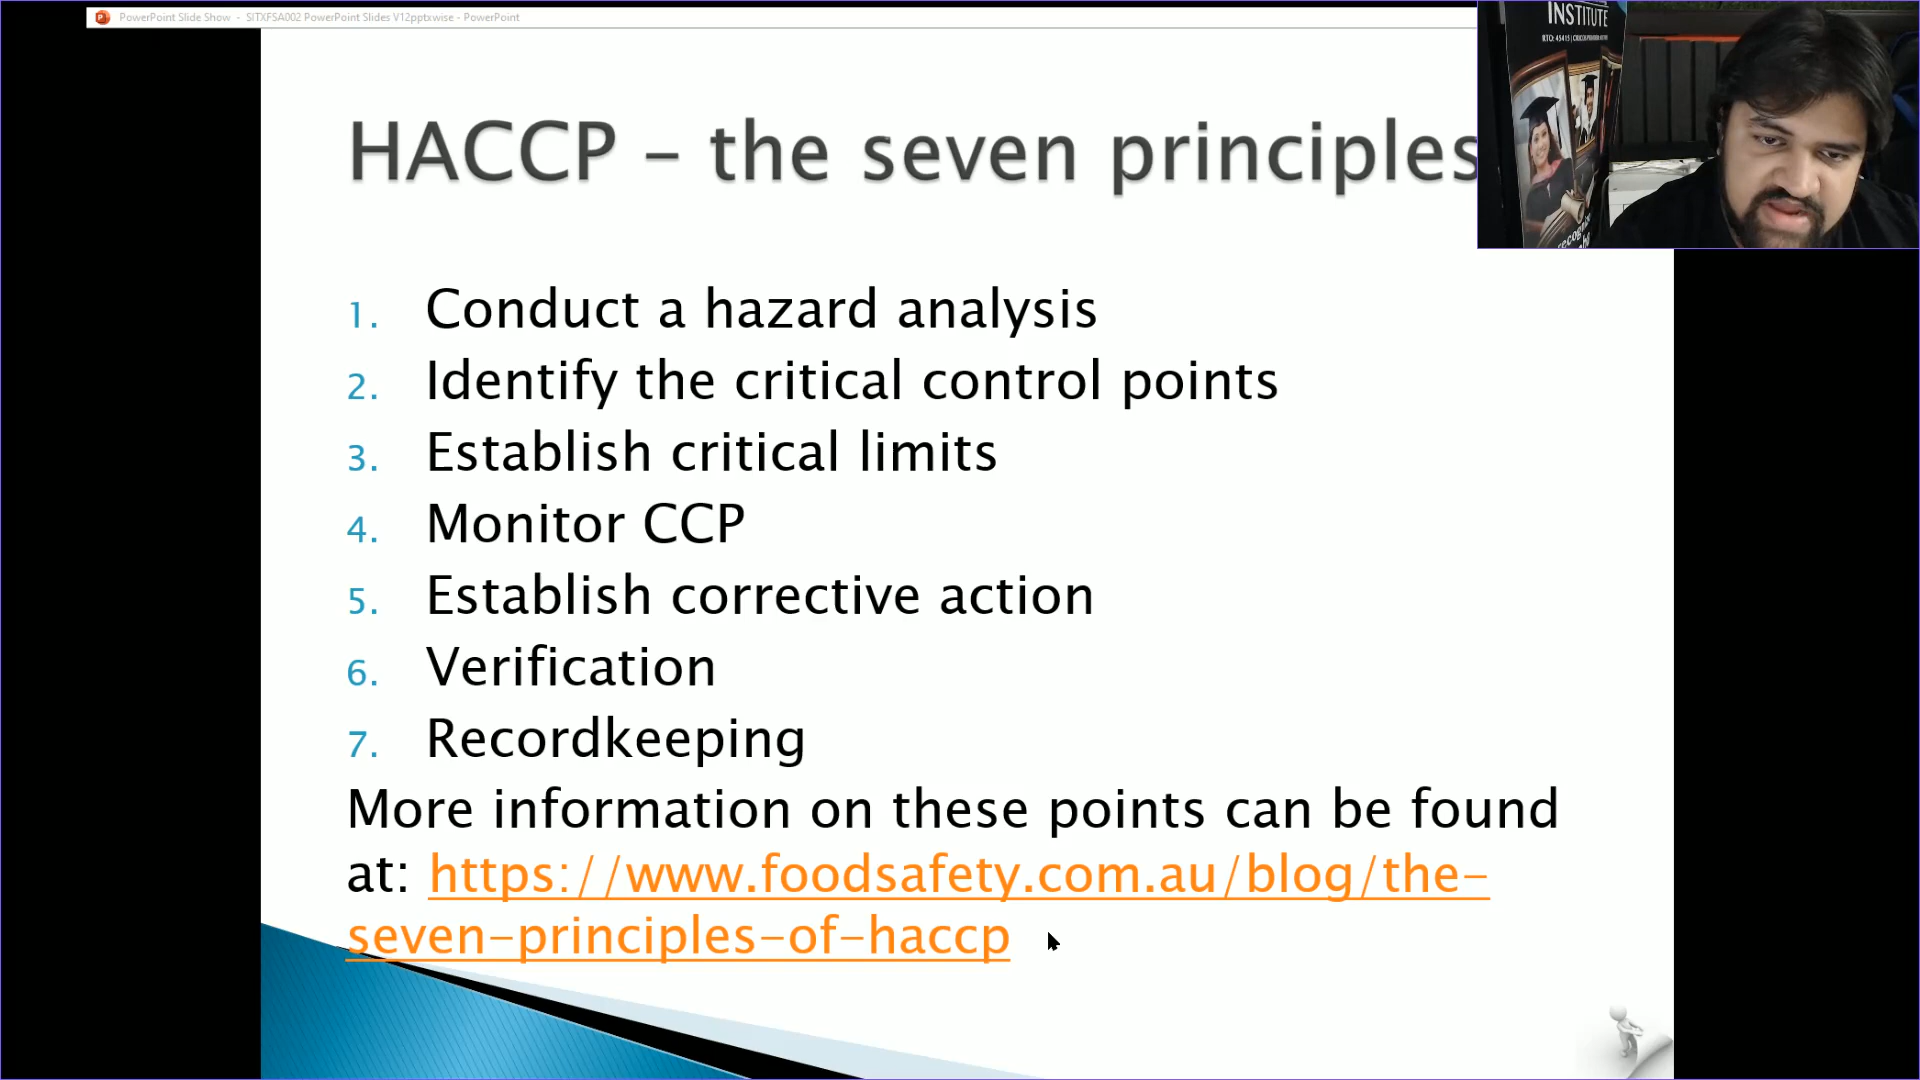 PowerPoint Slide Show - SITXFSA002 PowerPoint Slides V12pptxwise - PowerPoint
INSTITUTE
HACCP – the seven principles
1. Conduct a hazard analysis
2. Identify the critical control points
3. Establish critical limits
4. Monitor CCP
5. Establish corrective action
6. Verification
7. Recordkeeping
More information on these points can be found
at: https://www.foodsafety.com.au/blog/the-
seven-principles-of-haccp